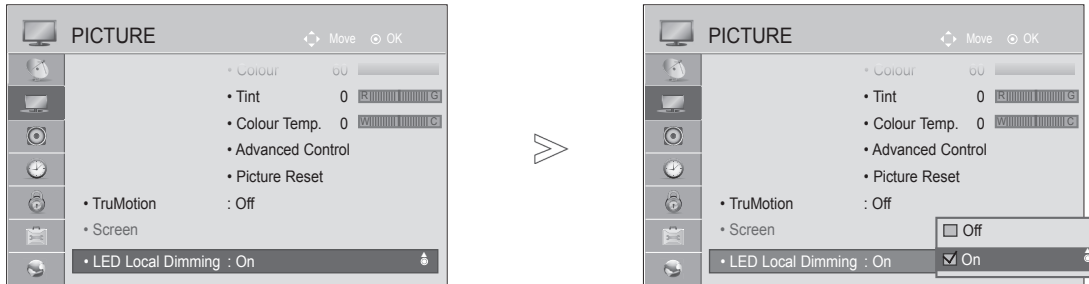 PICTURE Move OK
• Colour 60
• Tint 0 R G
• Colour Temp. 0 W C
• Advanced Control
• Picture Reset
• TruMotion : Off
• Screen
• LED Local Dimming : On
PICTURE Move OK
• Colour 60
• Tint 0 R G
• Colour Temp. 0 W C
• Advanced Control
• Picture Reset
• TruMotion : Off
• Screen
Off
• LED Local Dimming : On
On